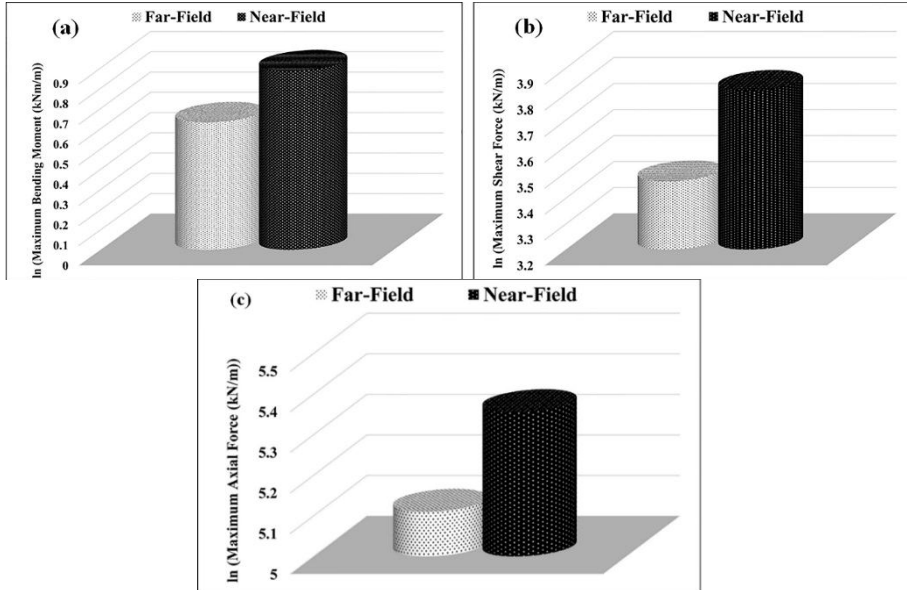 Far-Field Near-Field
(a)
ln (Maximum Bending Moment (kNm/m))
0.9
0.8
0.7
0.6
0.5
0.4
0.3
0.2
0.1
0
Far-Field Near-Field
(b)
ln (Maximum Shear Force (kN/m))
3.9
3.8
3.7
3.6
3.5
3.4
3.3
3.2
(c)
Far-Field Near-Field
ln (Maximum Axial Force (kN/m))
5.5
5.4
5.3
5.2
5.1
5